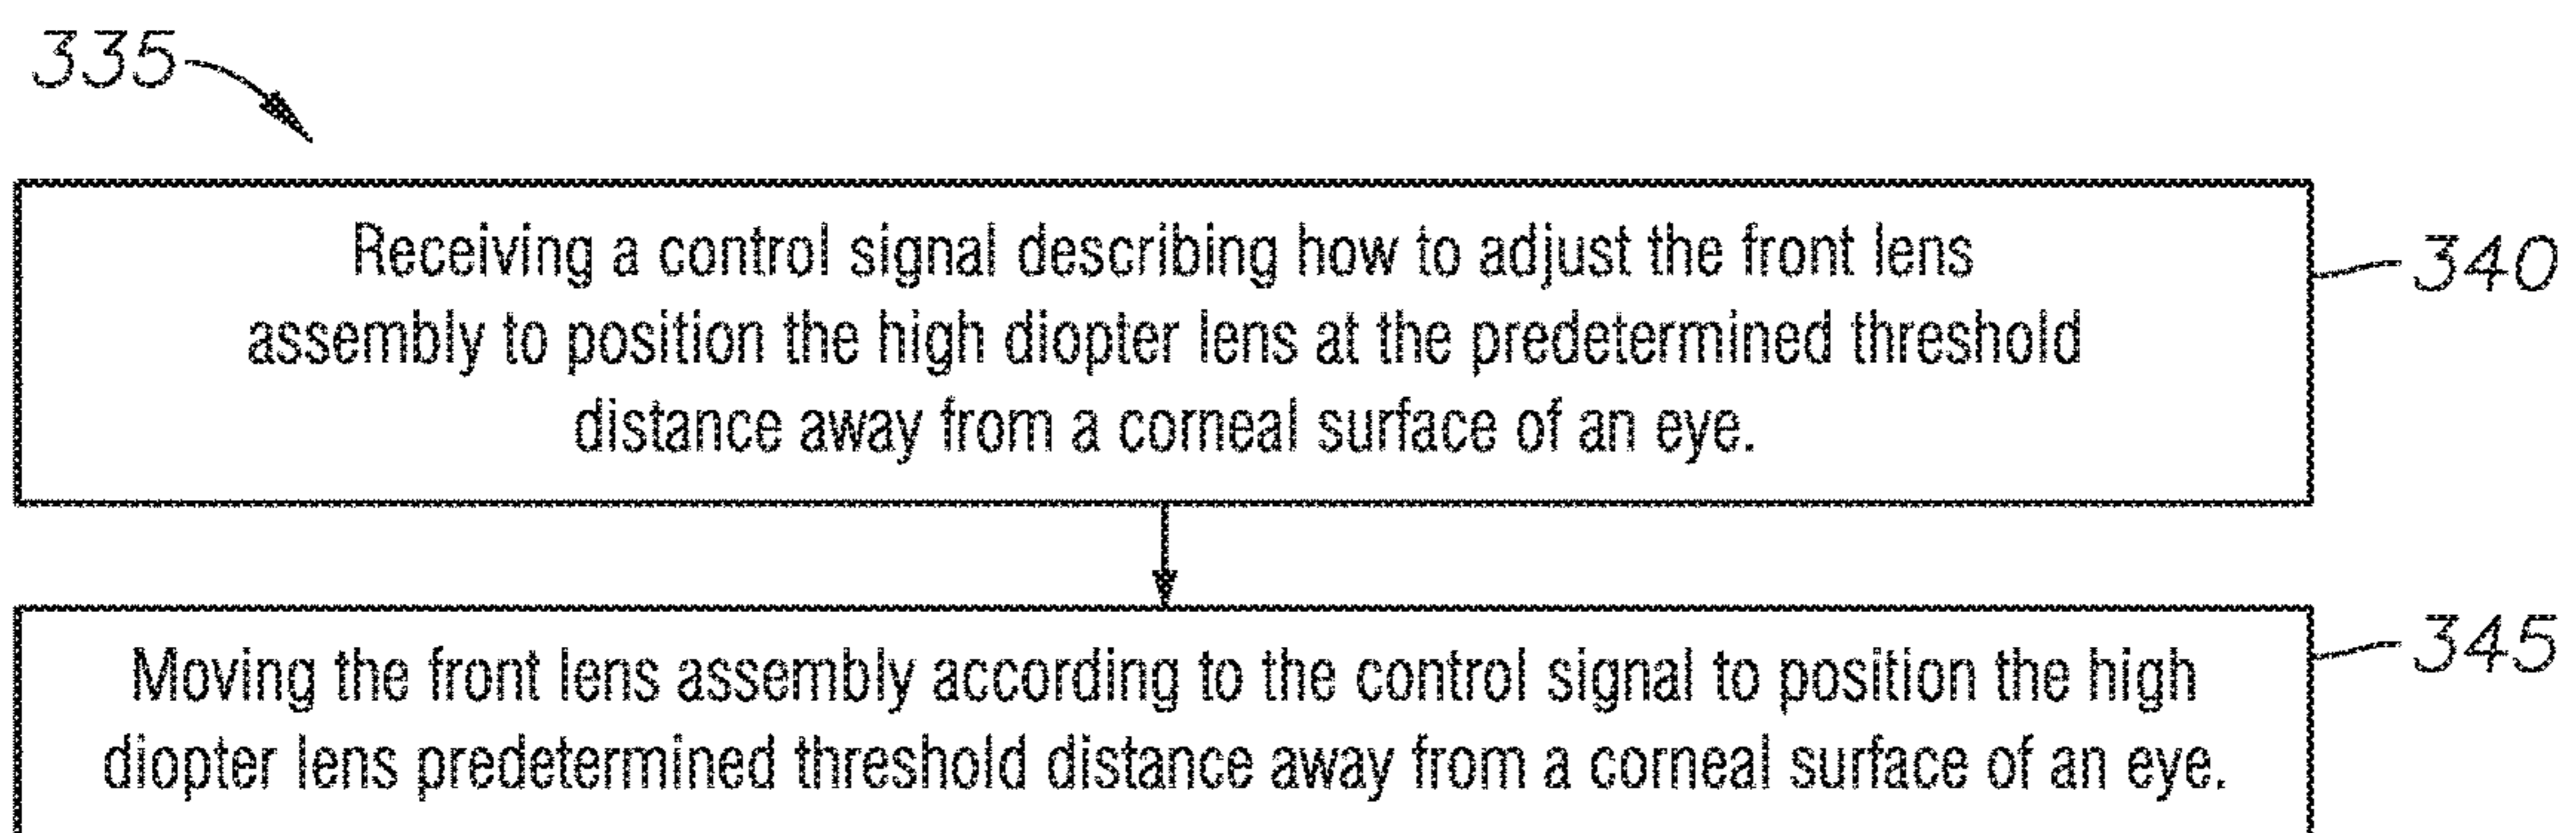 335
Receiving a control signal describing how to adjust the front lens
assembly to position the high diopter lens at the predetermined threshold
distance away from a corneal surface of an eye.
340
Moving the front lens assembly according to the control signal to position the high
diopter lens predetermined threshold distance away from a corneal surface of an eye.
345